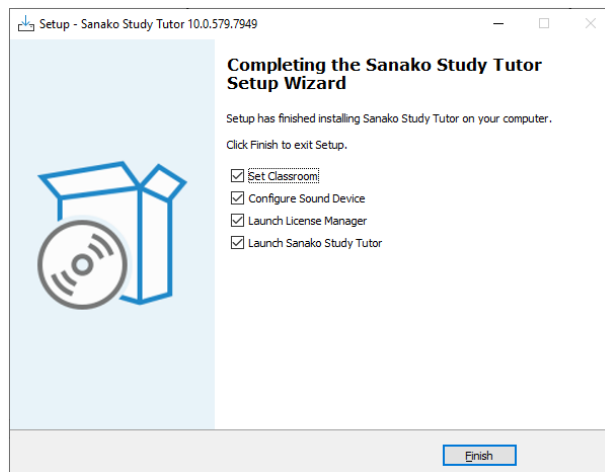 Setup - Sanako Study Tutor 10.0.579.7949
Completing the Sanako Study Tutor
Setup Wizard
Setup has finished installing Sanako Study Tutor on your computer.
Click Finish to exit Setup.
Set Classroom
Configure Sound Device
Launch License Manager
Launch Sanako Study Tutor
Finish